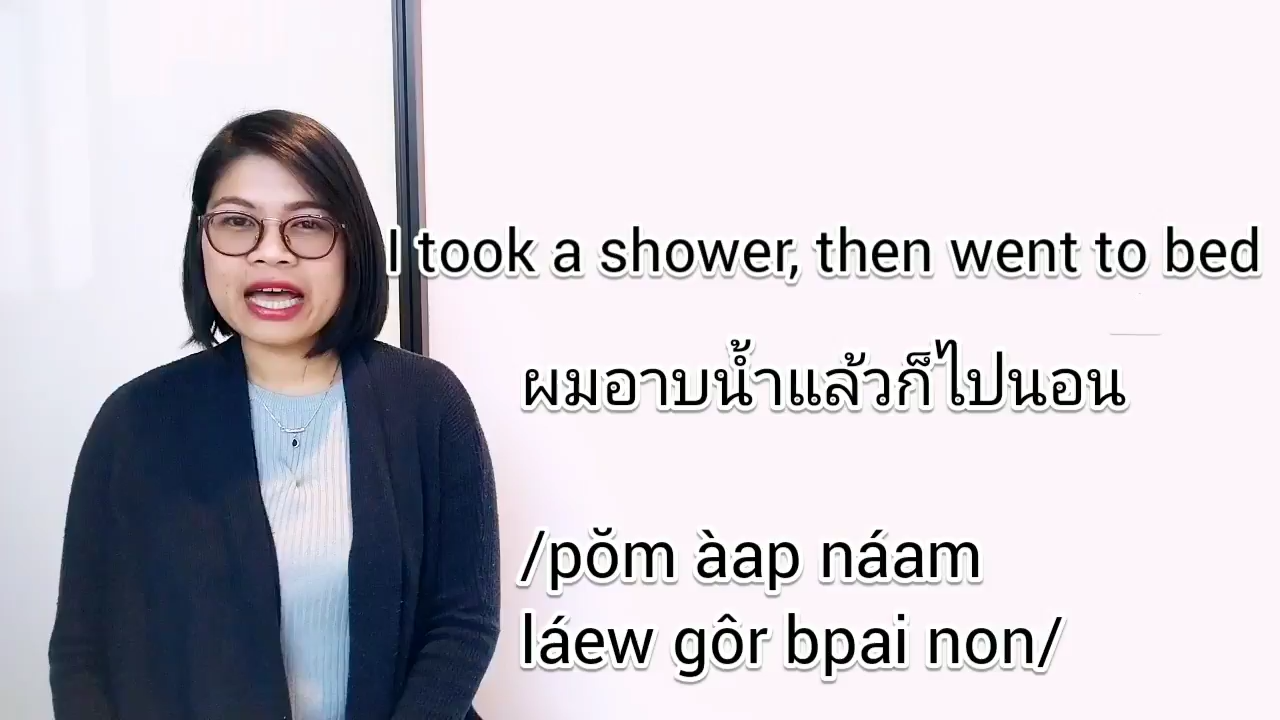 I took a shower, then went to bed
ผมอาบน้ำแล้วก็ไปนอน
/pŏm àap náam
láew gôr bpai non/